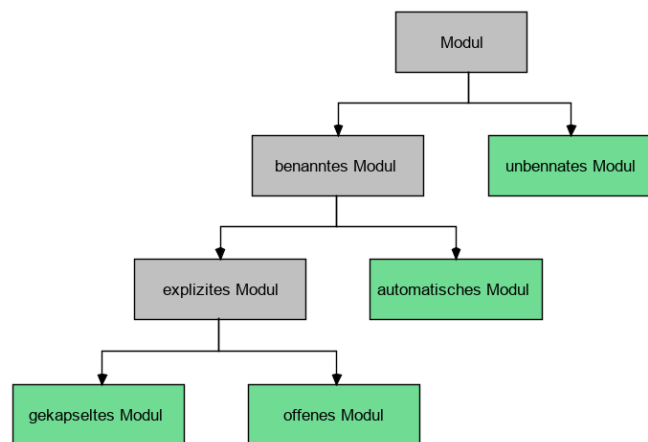 Modul
benanntes Modul
unbennates Modul
explizites Modul
automatisches Modul
gekapseltes Modul
offenes Modul